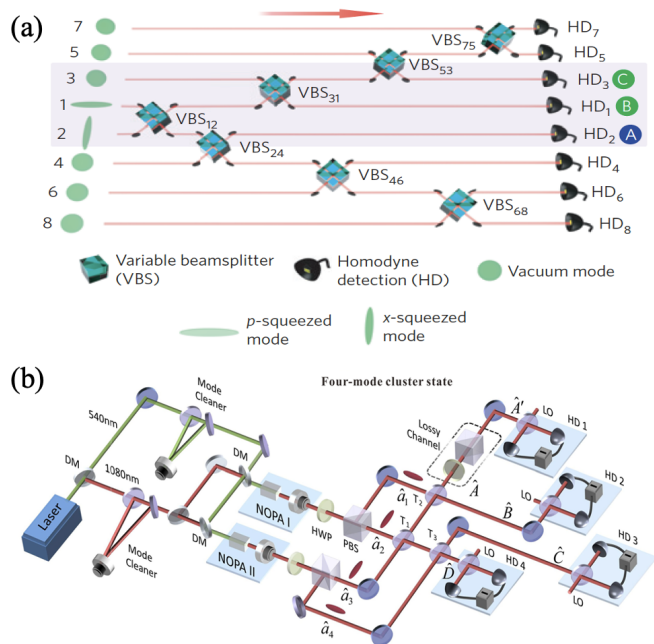 (a)
7
VBS75
HD7
5
VBS53
HD5
3
VBS31
HD3 C
1
VBS12
HD1 B
2
VBS24
HD2 A
4
VBS46
HD4
6
VBS68
HD6
8
HD8
Variable beamsplitter
(VBS)
Homodyne
detection (HD)
Vacuum mode
p-squeezed
mode
x-squeezed
mode
(b)
Four-mode cluster state
Mode
Cleaner
540nm
DM
1080nm
DM
Laser
Mode
Cleaner
DM
NOPA I
NOPA II
HWP
PBS
Lossy
Channel
Â′
LO
HD 1
Â
HD 2
LO
B̂
â1
T2
T1
â2
T3
LO
HD 4
D̂
Ĉ
HD 3
LO
â3
â4